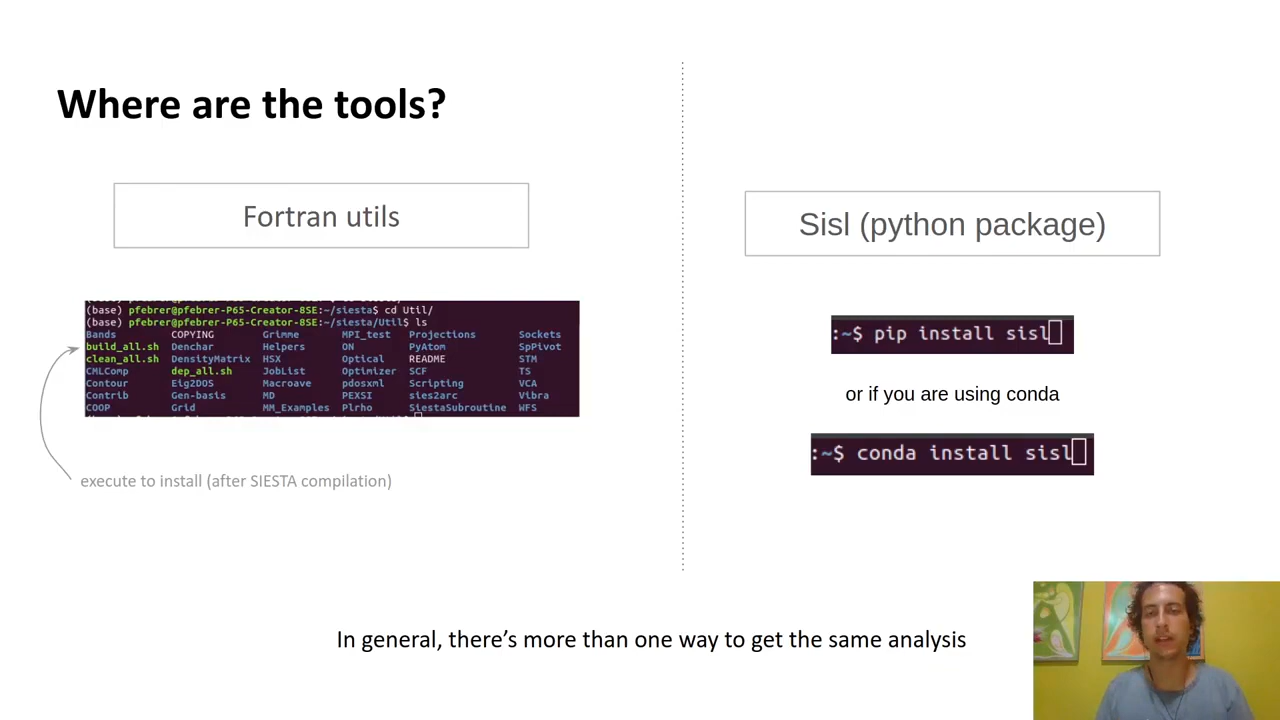 Where are the tools?
Fortran utils
(base) pfebrer@pfebrer-P65-Creator-8SE:~/siesta$ cd Util/
(base) pfebrer@pfebrer-P65-Creator-8SE:~/siesta/Util$ ls
Bands COPYING Grimme MPI_test Projections Sockets
build_all.sh Denchar Helpers ON PyAtom SpPivot
clean_all.sh DensityMatrix HSX Optical README STM
CMLComp dep_all.sh JobList Optimizer SCF TS
Contour Eig2DOS Macroave pdosxml Scripting VCA
Contrib Gen-basis MD PEXSI sies2arc Vibra
COOP Grid MM_Examples Plrho SiestaSubroutine WFS
execute to install (after SIESTA compilation)
Sisl (python package)
:~$ pip install sisl
or if you are using conda
:~$ conda install sisl
In general, there’s more than one way to get the same analysis